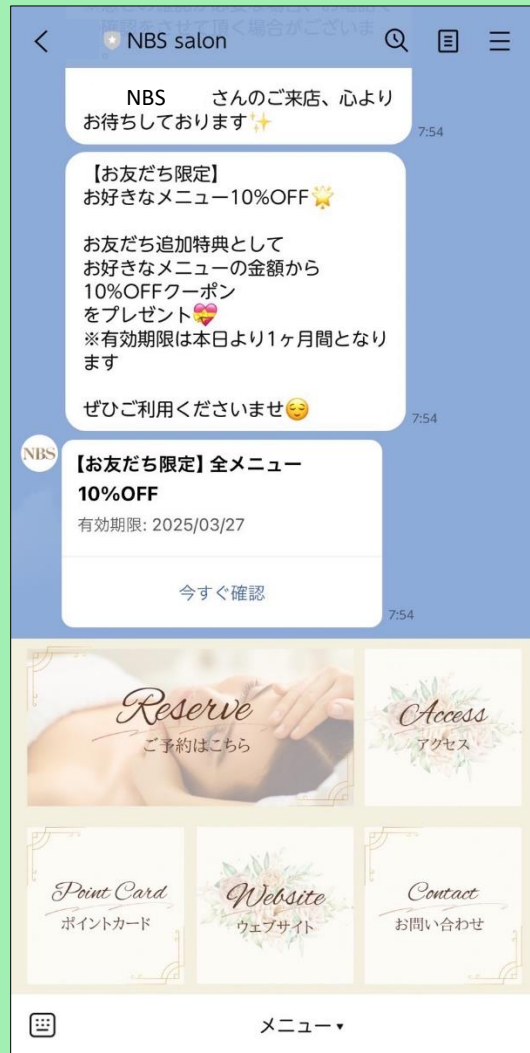 NBS salon
NBS さんのご来店、心より
お待ちしております✨
7:54
【お友だち限定】
お好きなメニュー10%OFF🌟
お友だち追加特典として
お好きなメニューの金額から
10%OFFクーポン
をプレゼント💝
※有効期限は本日より1ヶ月間となり
ます
ぜひご利用くださいませ😌
7:54
NBS
【お友だち限定】全メニュー
10%OFF
有効期限: 2025/03/27
今すぐ確認
7:54
Reserve
ご予約はこちら
Access
アクセス
Point Card
ポイントカード
Website
ウェブサイト
Contact
お問い合わせ
メニュー▾